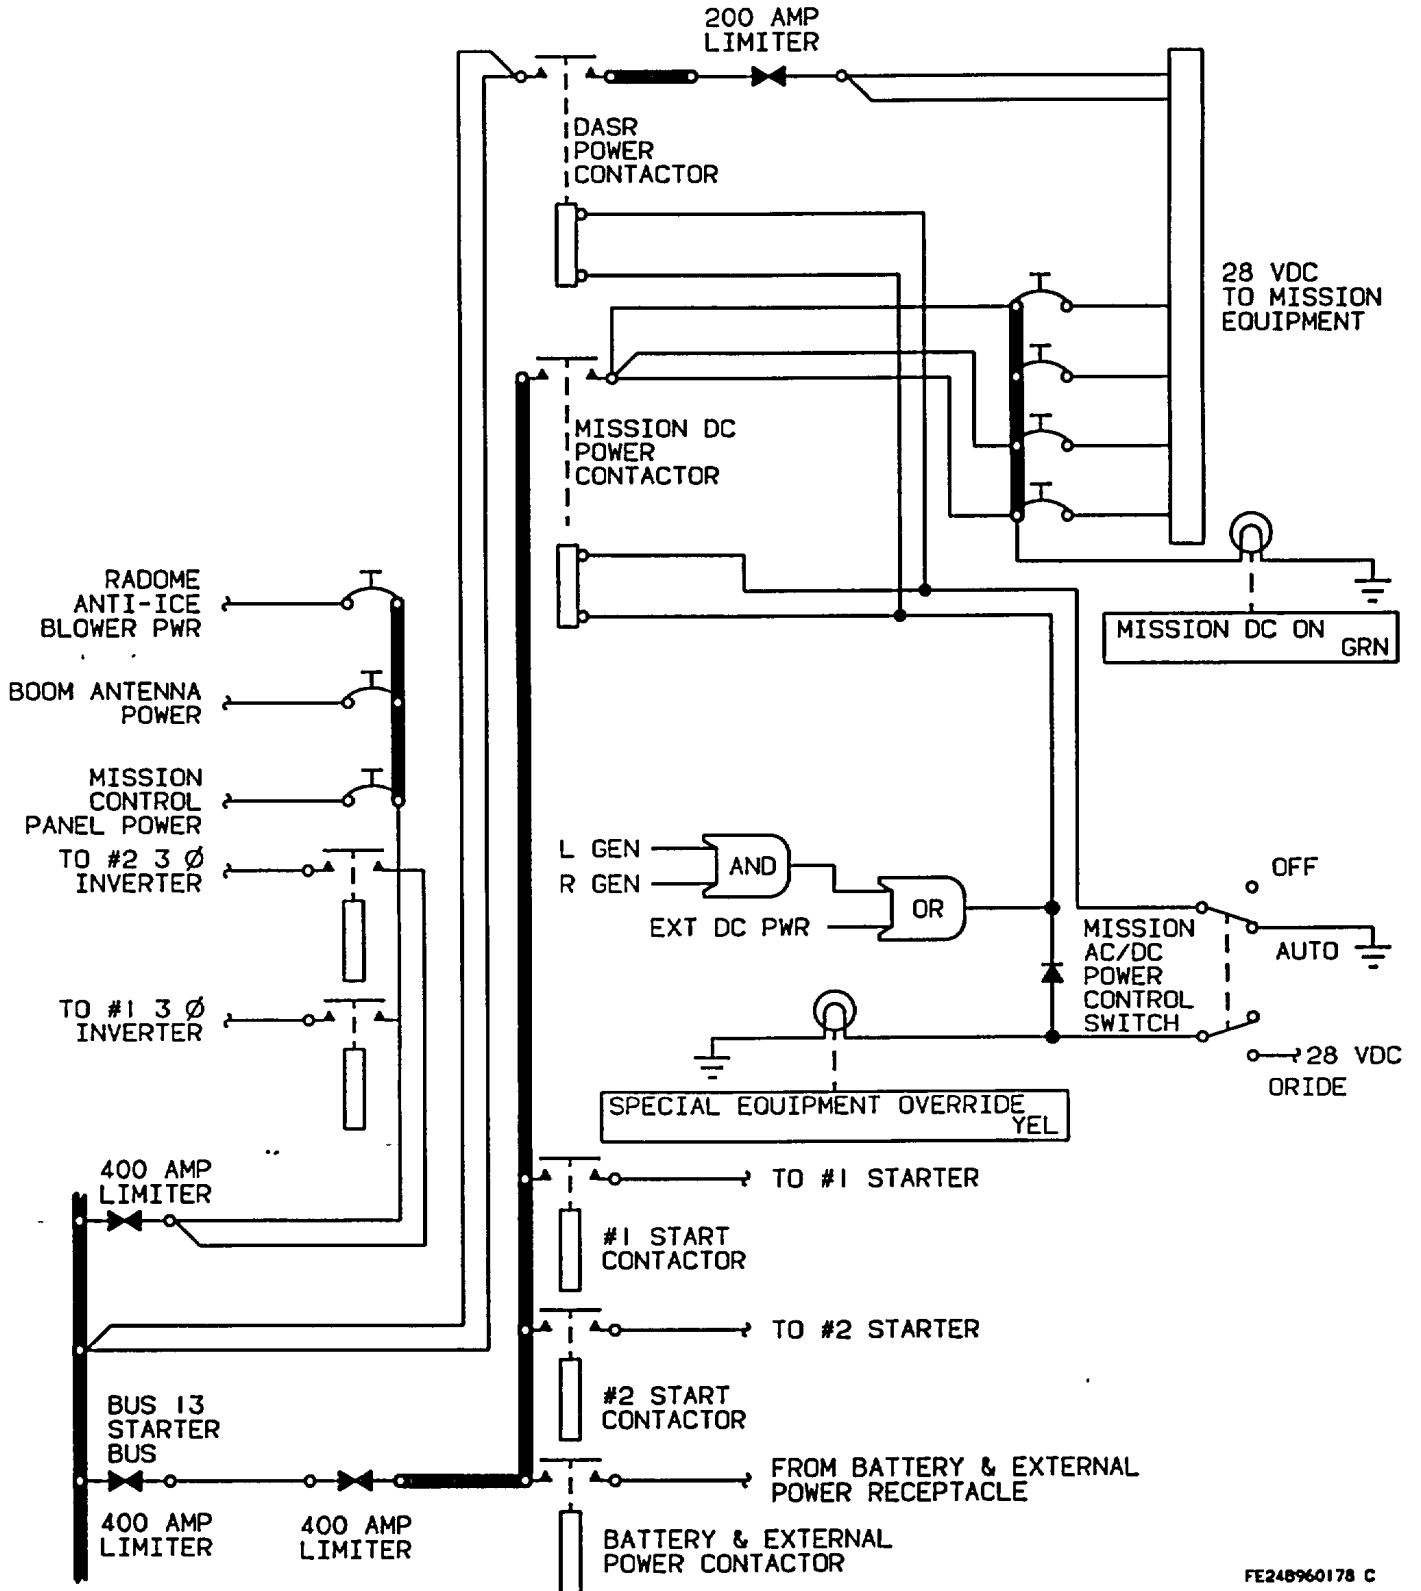 200 AMP
LIMITER
DASR
POWER
CONTACTOR
28 VDC
TO MISSION
EQUIPMENT
MISSION DC
POWER
CONTACTOR
RADOME
ANTI-ICE
BLOWER PWR
MISSION DC ON
GRN
BOOM ANTENNA
POWER
MISSION
CONTROL
PANEL POWER
TO #2 3 Ø
INVERTER
L GEN
R GEN
AND
EXT DC PWR
OR
OFF
MISSION
AC/DC
POWER
CONTROL
SWITCH
AUTO
TO #1 3 Ø
INVERTER
28 VDC
ORIDE
SPECIAL EQUIPMENT OVERRIDE
YEL
400 AMP
LIMITER
TO #1 STARTER
#1 START
CONTACTOR
TO #2 STARTER
#2 START
CONTACTOR
BUS 13
STARTER
BUS
FROM BATTERY & EXTERNAL
POWER RECEPTACLE
400 AMP
LIMITER
400 AMP
LIMITER
BATTERY & EXTERNAL
POWER CONTACTOR
FE248960178 C